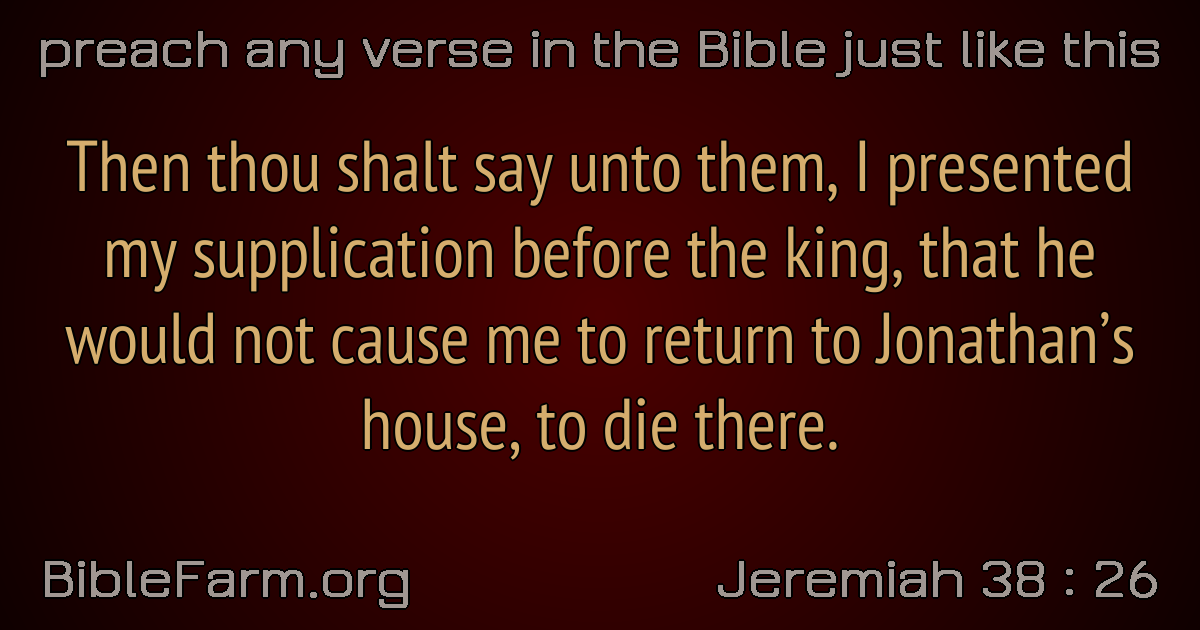 preach any verse in the Bible just like this
Then thou shalt say unto them, I presented
my supplication before the king, that he
would not cause me to return to Jonathan’s
house, to die there.
BibleFarm.org
Jeremiah 38 : 26